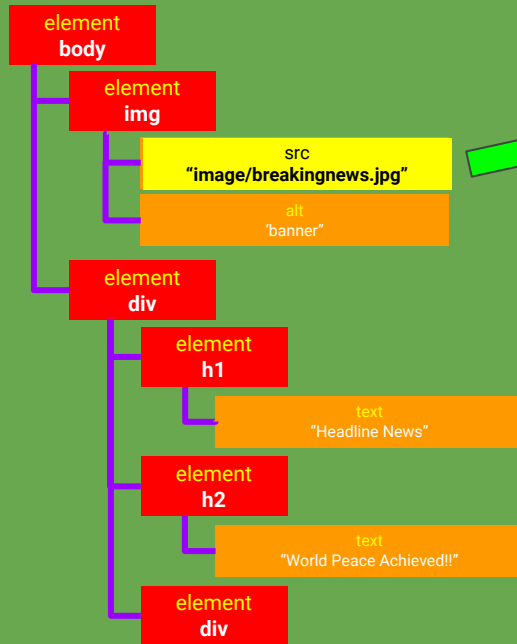 element
body
element
img
src
“image/breakingnews.jpg”
alt
‘banner”
element
div
element
h1
text
“Headline News”
element
h2
text
“World Peace Achieved!!”
element
div